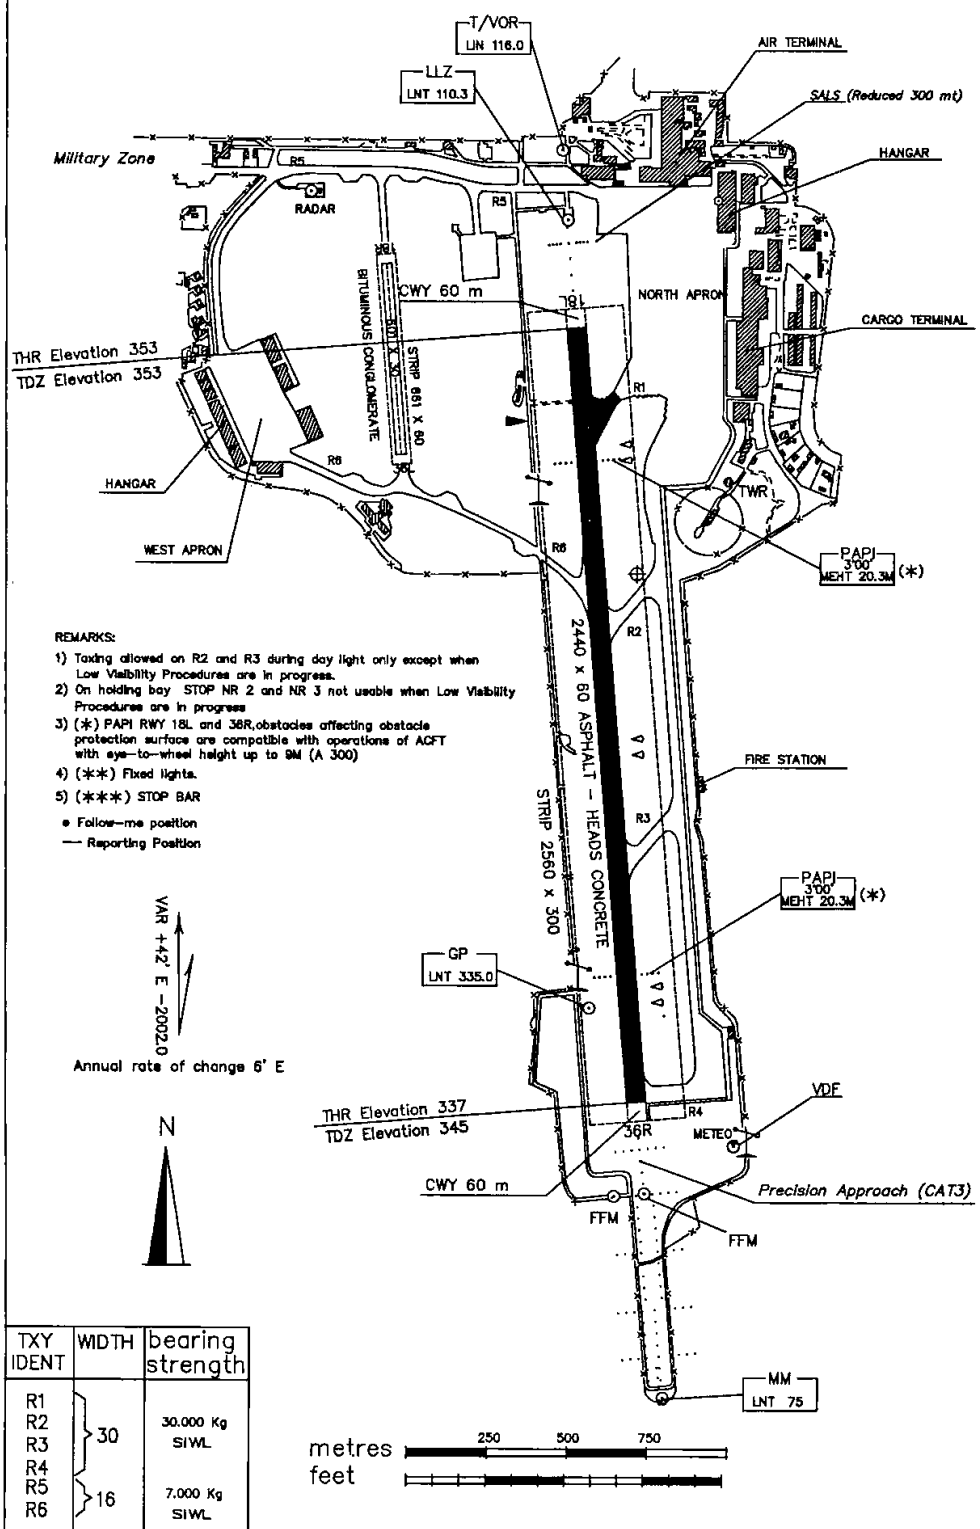 T/VOR
LIN 116.0
LLZ
LNT 110.3
AIR TERMINAL
SALS (Reduced 300 mt)
HANGAR
Military Zone
R5
RADAR
R5
NORTH APRON
CWY 60 m
18L
BITUMINOUS CONGLOMERATE
600 X 30
STRIP 661 X 60
36L
CARGO TERMINAL
THR Elevation 353
TDZ Elevation 353
R1
R6
HANGAR
WEST APRON
R6
TWR
PAPI
3°00'
MEHT 20.3M (*)
REMARKS:
1) Taxing allowed on R2 and R3 during day light only except when
Low Visibility Procedures are in progress.
2) On holding bay STOP NR 2 and NR 3 not usable when Low Visibility
Procedures are in progress
3) (*) PAPI RWY 18L and 36R,obstacles affecting obstacle
protection surface are compatible with operations of ACFT
with eye-to-wheel height up to 9M (A 300)
4) (**) Fixed lights.
5) (***) STOP BAR
• Follow-me position
— Reporting Position
R2
2440 x 60 ASPHALT - HEADS CONCRETE
STRIP 2560 x 300
R3
FIRE STATION
PAPI
3°00'
MEHT 20.3M (*)
GP
LNT 335.0
VAR +42' E -2002.0
Annual rate of change 6' E
N
THR Elevation 337
TDZ Elevation 345
36R
R4
METEO
VDF
CWY 60 m
Precision Approach (CAT3)
FFM
FFM
MM
LNT 75
TXY IDENT
WIDTH
bearing strength
R1
R2
R3
R4
30
30.000 Kg
SIWL
R5
R6
16
7.000 Kg
SIWL
metres
250 500 750
feet